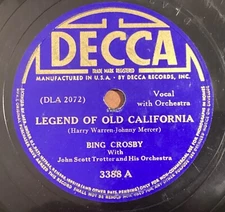 DECCA
TRADE MARK REGISTERED
MANUFACTURED IN U.S.A. BY DECCA RECORDS, INC.
(DLA 2072)
Vocal
with Orchestra
LEGEND OF OLD CALIFORNIA
(Harry Warren-Johnny Mercer)
BING CROSBY
With
John Scott Trotter and His Orchestra
3388 A